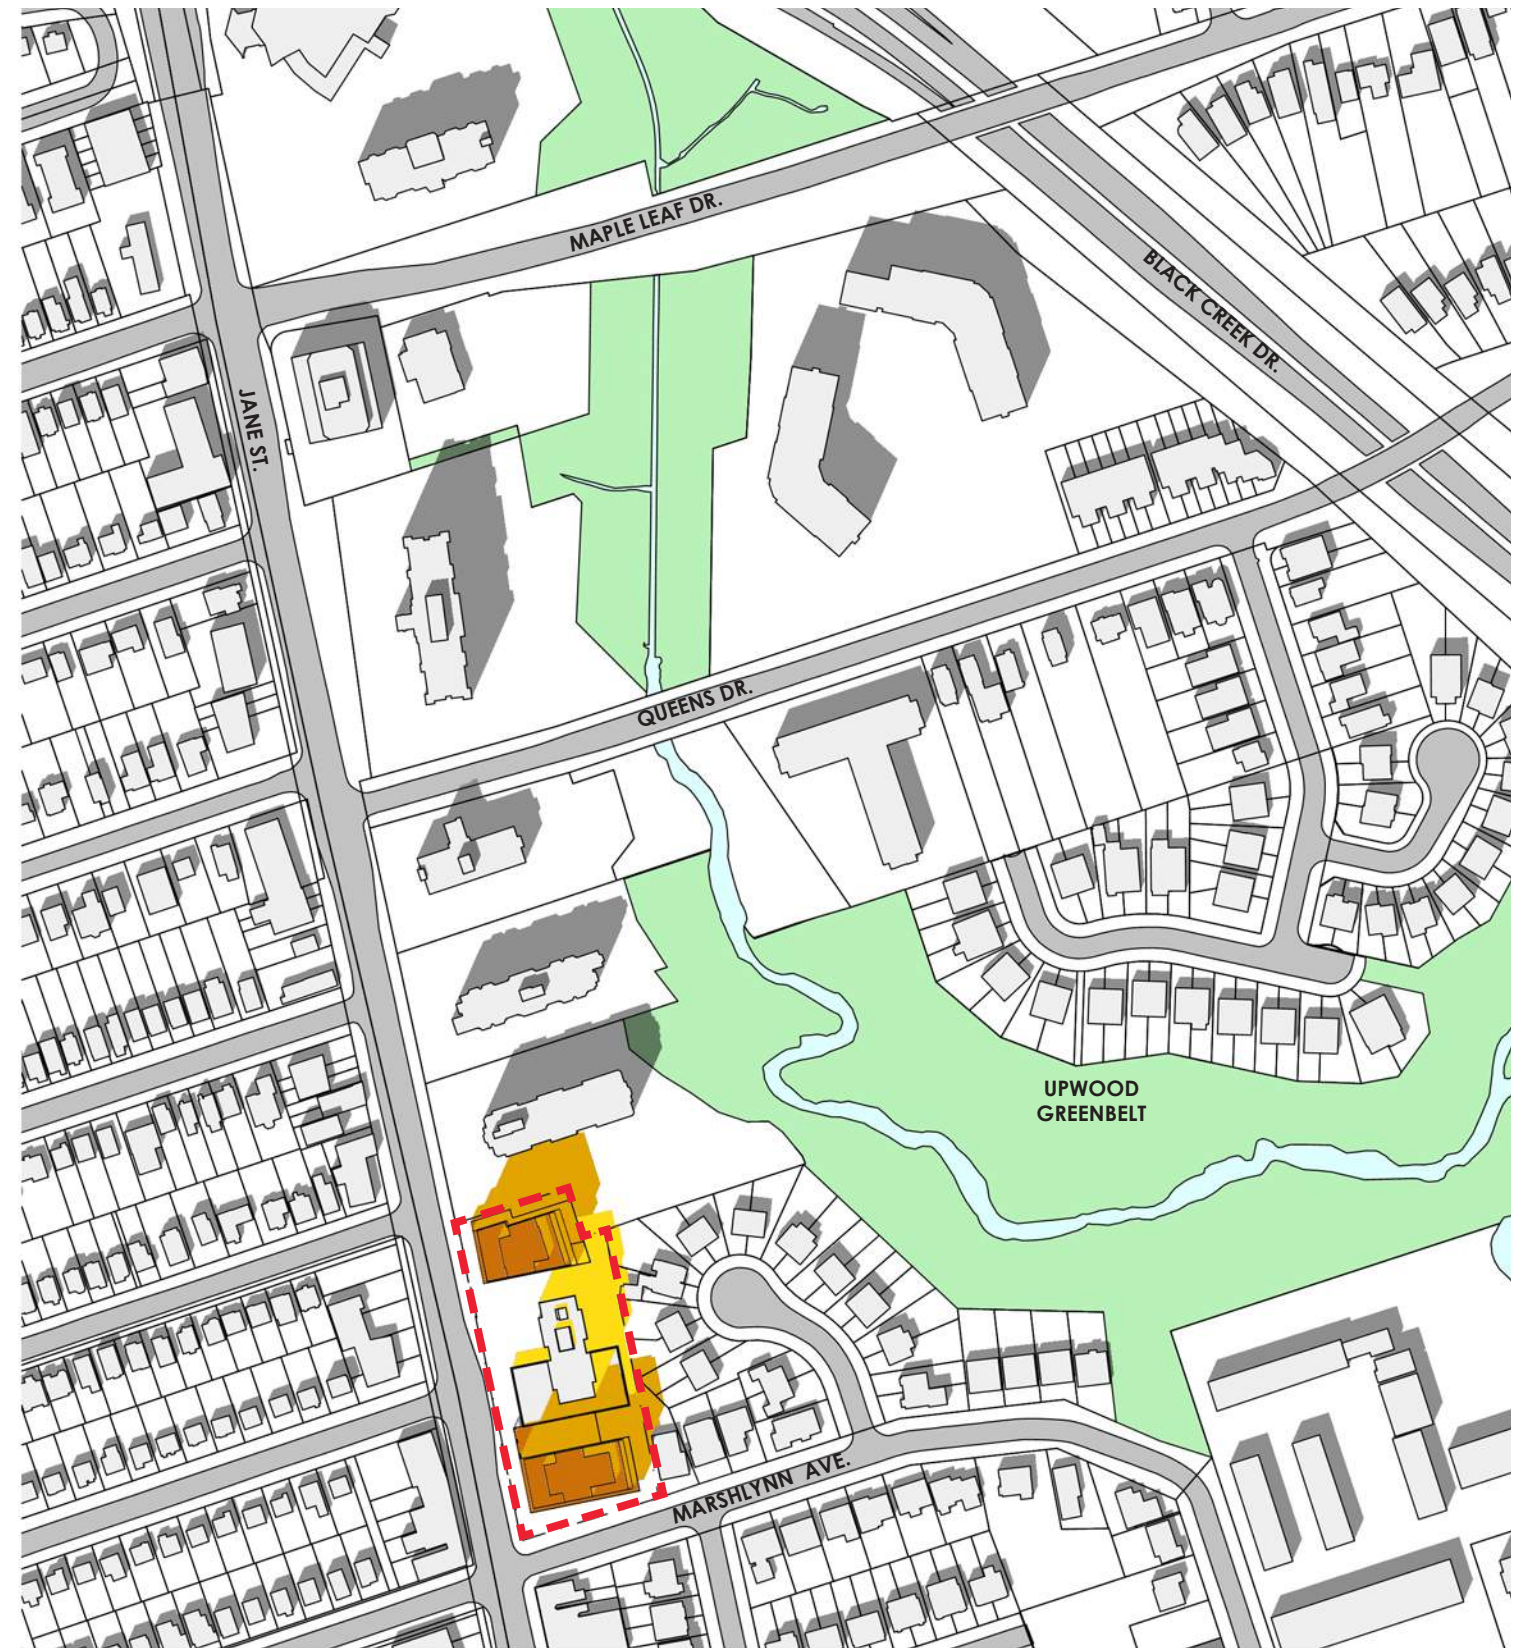 MAPLE LEAF DR.
BLACK CREEK DR.
JANE ST.
QUEENS DR.
UPWOOD
GREENBELT
MARSHLYNN AVE.